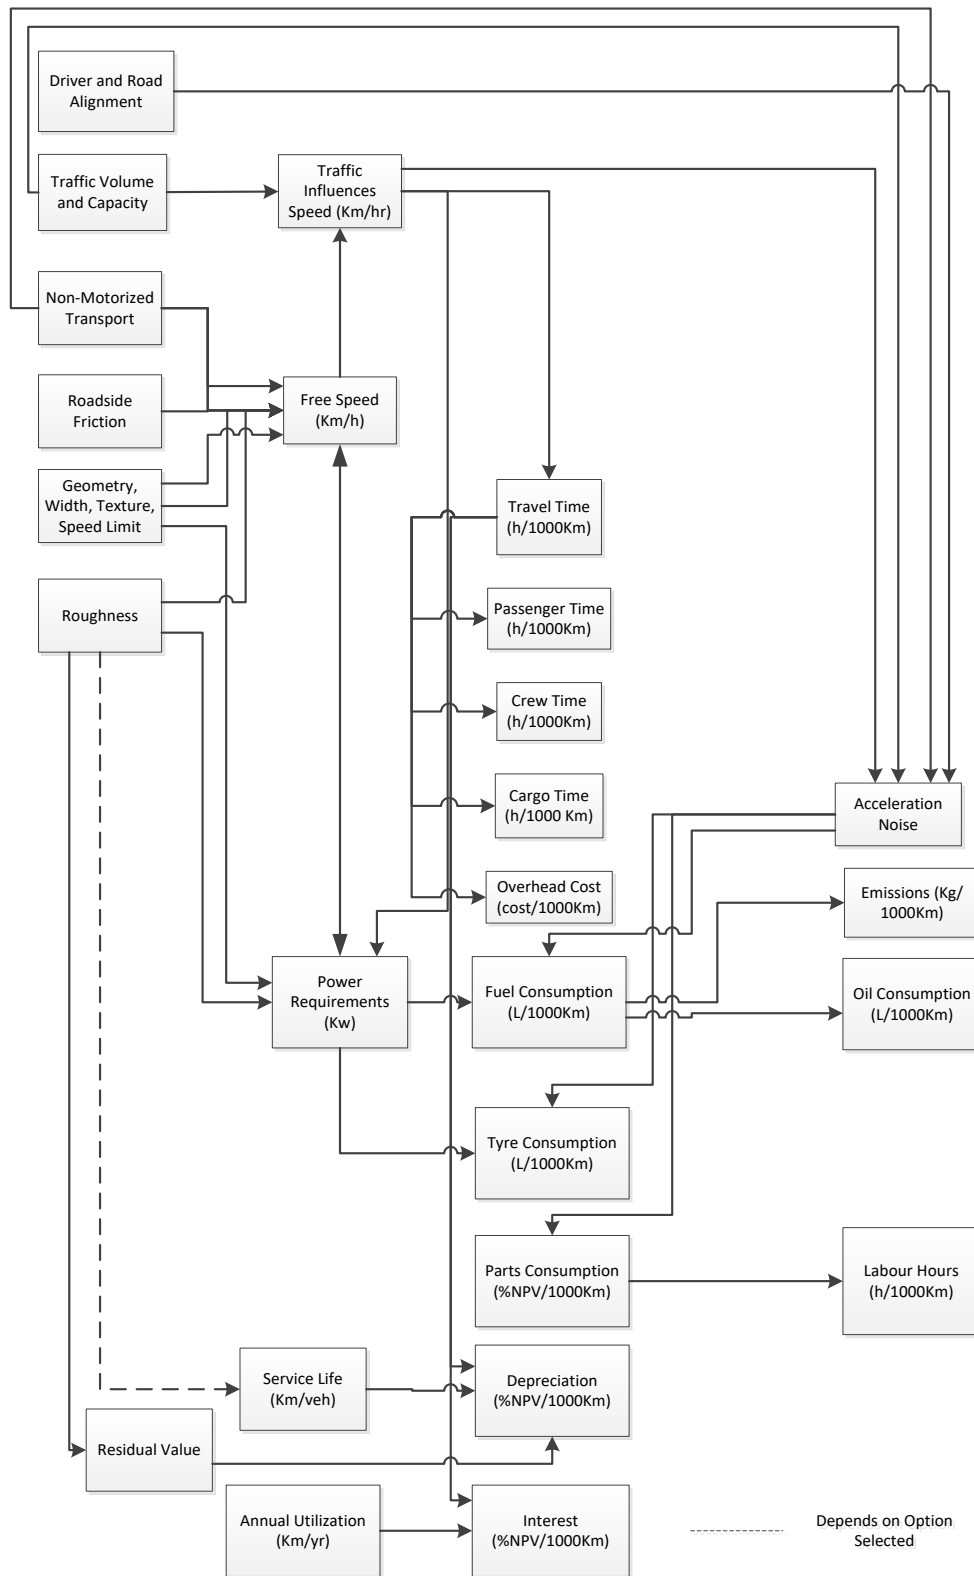 Driver and Road
Alignment
Traffic Volume
and Capacity
Traffic
Influences
Speed (Km/hr)
Non-Motorized
Transport
Roadside
Friction
Free Speed
(Km/h)
Geometry,
Width, Texture,
Speed Limit
Travel Time
(h/1000Km)
Roughness
Passenger Time
(h/1000Km)
Crew Time
(h/1000Km)
Cargo Time
(h/1000 Km)
Acceleration
Noise
Overhead Cost
(cost/1000Km)
Emissions (Kg/
1000Km)
Power
Requirements
(Kw)
Fuel Consumption
(L/1000Km)
Oil Consumption
(L/1000Km)
Tyre Consumption
(L/1000Km)
Parts Consumption
(%NPV/1000Km)
Labour Hours
(h/1000Km)
Service Life
(Km/veh)
Depreciation
(%NPV/1000Km)
Residual Value
Annual Utilization
(Km/yr)
Interest
(%NPV/1000Km)
Depends on Option
Selected